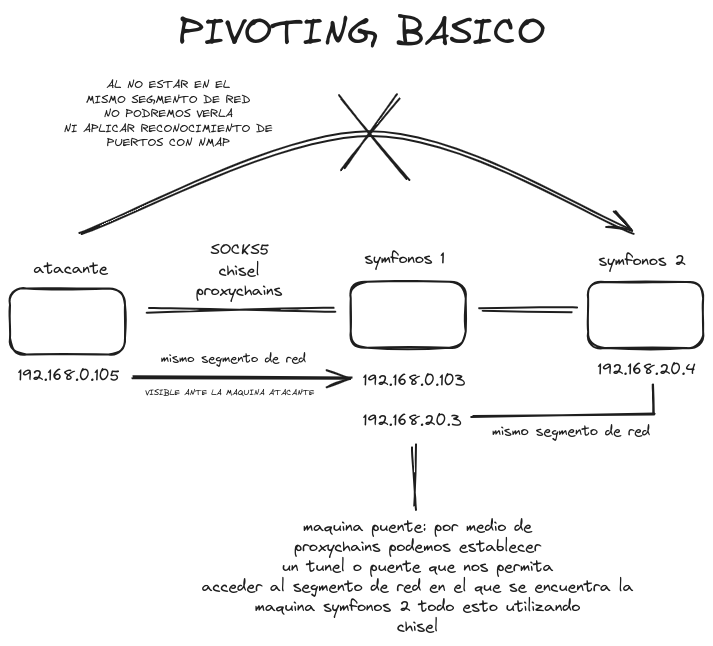 PIVOTING BASICO
AL NO ESTAR EN EL
MISMO SEGMENTO DE RED
NO PODREMOS VERLA
NI APLICAR RECONOCIMIENTO DE
PUERTOS CON NMAP
atacante
SOCKS5
chisel
proxychains
symfonos 1
symfonos 2
192.168.0.105
mismo segmento de red
VISIBLE ANTE LA MAQUINA ATACANTE
192.168.0.103
192.168.20.3
192.168.20.4
mismo segmento de red
maquina puente: por medio de
proxychains podemos establecer
un tunel o puente que nos permita
acceder al segmento de red en el que se encuentra la
maquina symfonos 2 todo esto utilizando
chisel